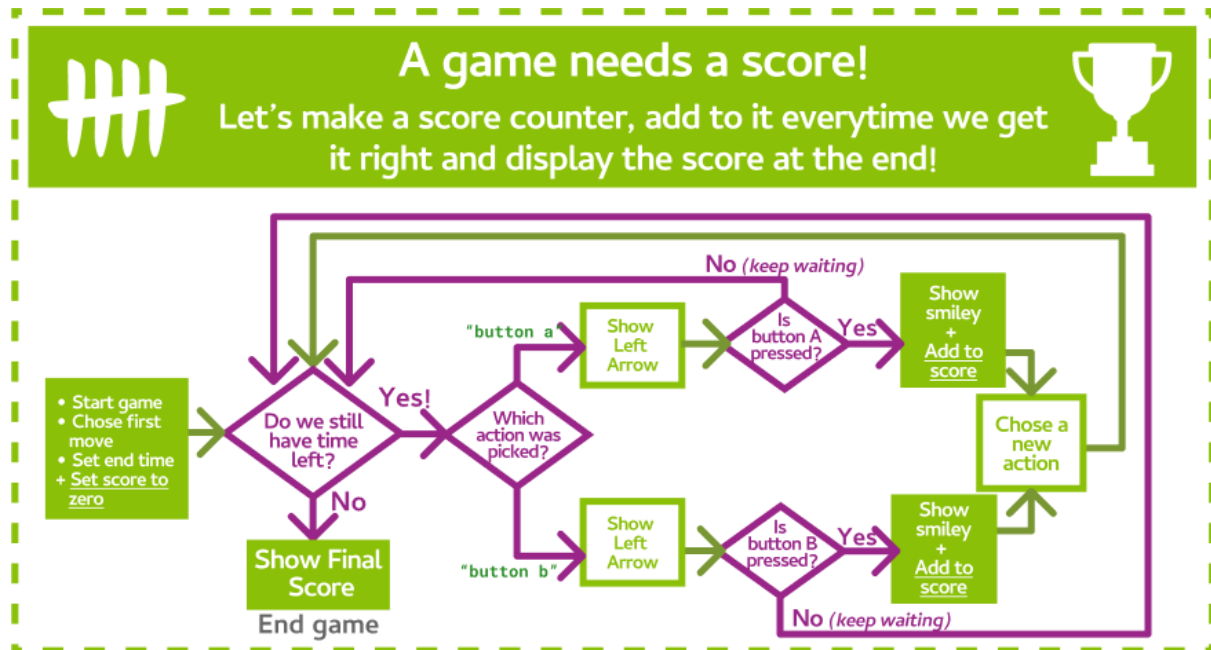 A game needs a score!
Let's make a score counter, add to it everytime we get
it right and display the score at the end!
No (keep waiting)
"button a"
Show
Left
Arrow
Is
button A
pressed?
Yes
Show
smiley
+
Add to
score
• Start game
• Chose first
move
• Set end time
+ Set score to
zero
Do we still
have time
left?
Yes!
Which
action was
picked?
Chose a
new
action
No
Show Final
Score
End game
"button b"
Show
Left
Arrow
Is
button B
pressed?
Yes
Show
smiley
+
Add to
score
No (keep waiting)